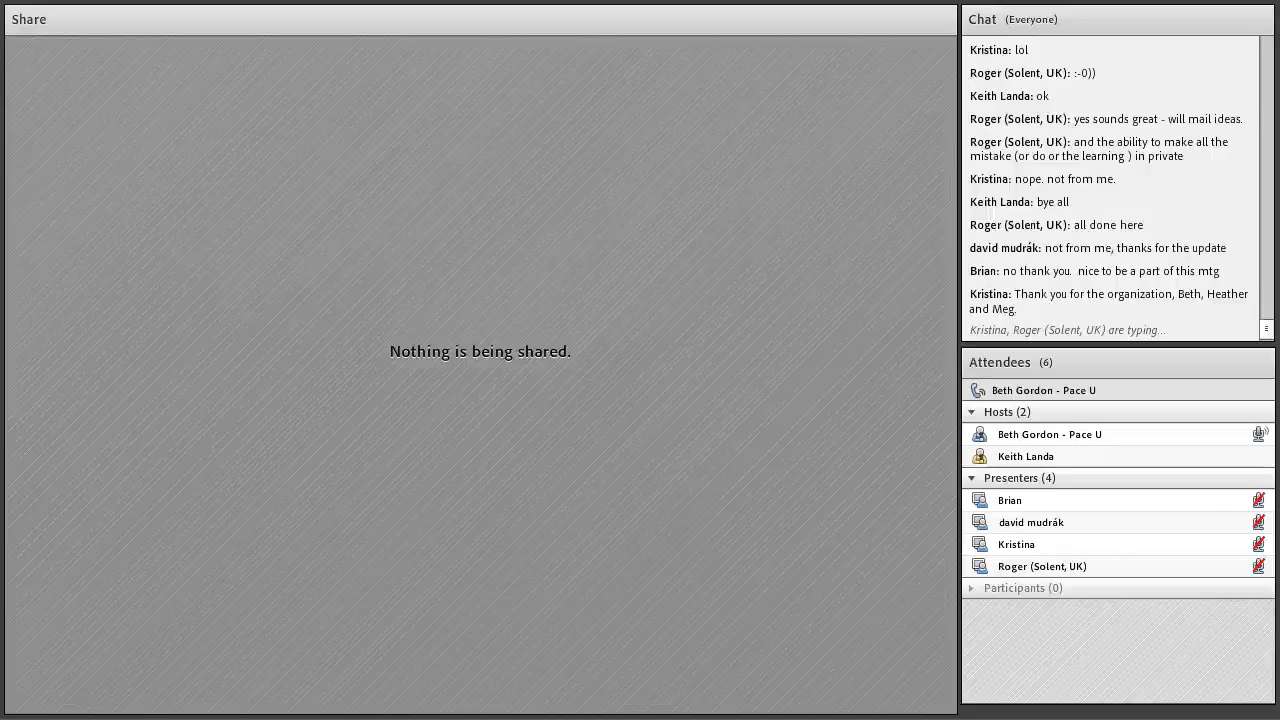 Share
Nothing is being shared.
Chat (Everyone)
Kristina: lol
Roger (Solent, UK): :-0))
Keith Landa: ok
Roger (Solent, UK): yes sounds great - will mail ideas.
Roger (Solent, UK): and the ability to make all the
mistake (or do or the learning ) in private
Kristina: nope. not from me.
Keith Landa: bye all
Roger (Solent, UK): all done here
david mudrák: not from me, thanks for the update
Brian: no thank you. nice to be a part of this mtg
Kristina: Thank you for the organization, Beth, Heather
and Meg.
Kristina, Roger (Solent, UK) are typing...
Attendees (6)
Beth Gordon - Pace U
Hosts (2)
Beth Gordon - Pace U
Keith Landa
Presenters (4)
Brian
david mudrák
Kristina
Roger (Solent, UK)
Participants (0)